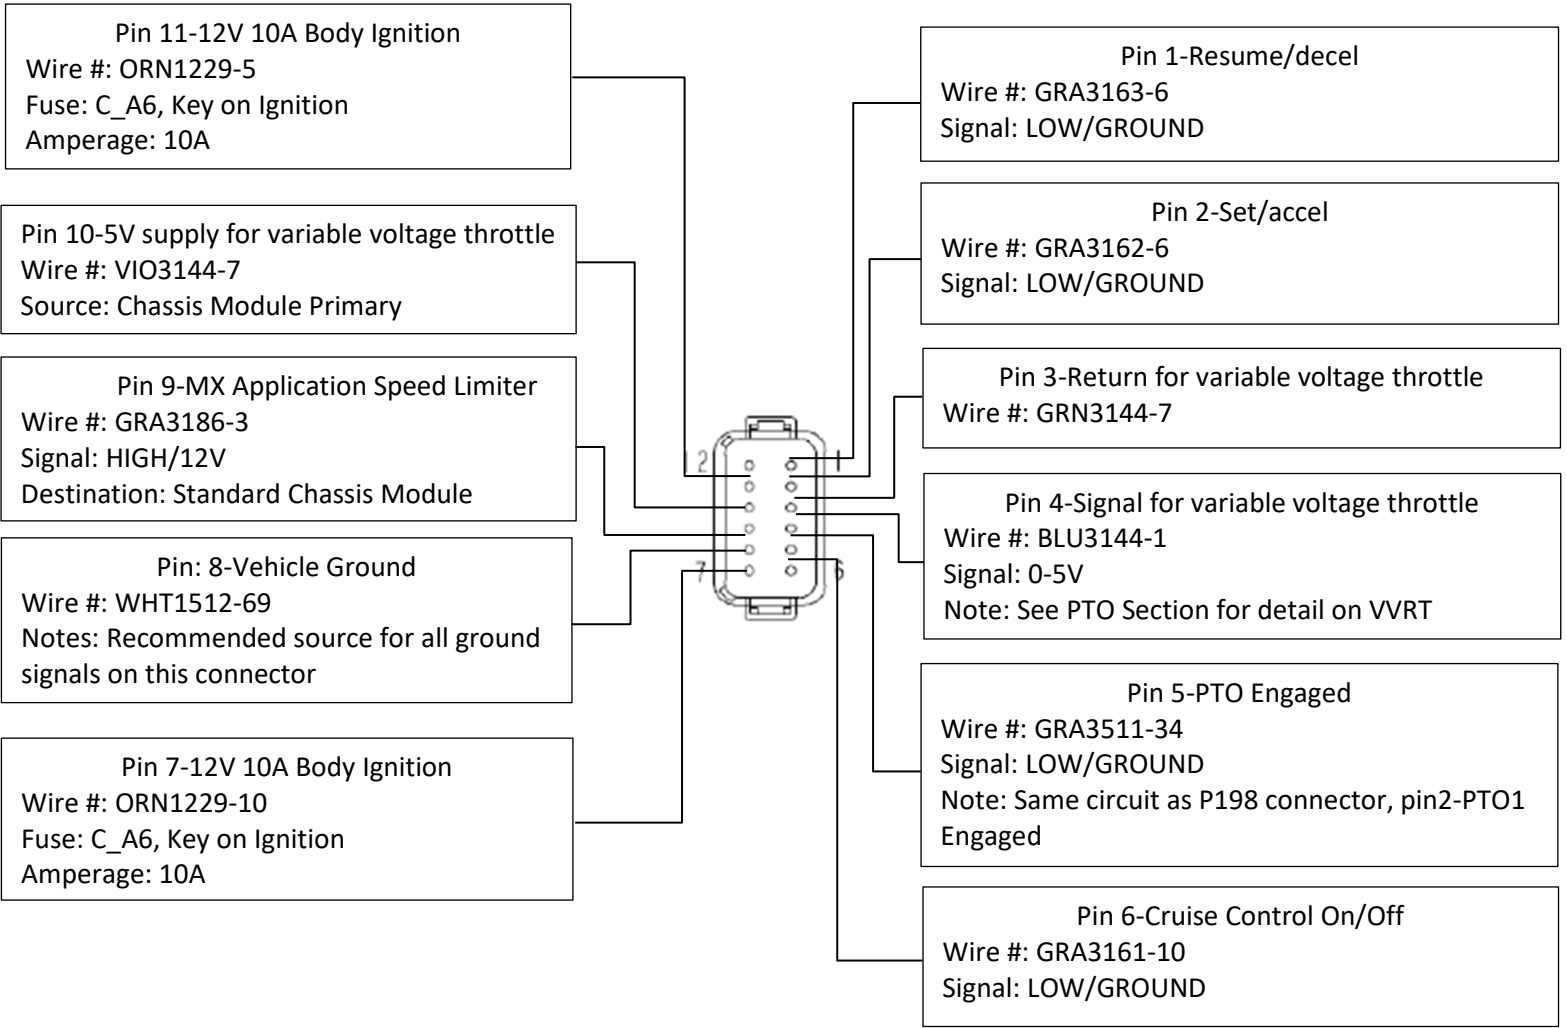 Pin 11-12V 10A Body Ignition
Wire #: ORN1229-5
Fuse: C_A6, Key on Ignition
Amperage: 10A
Pin 10-5V supply for variable voltage throttle
Wire #: VIO3144-7
Source: Chassis Module Primary
Pin 9-MX Application Speed Limiter
Wire #: GRA3186-3
Signal: HIGH/12V
Destination: Standard Chassis Module
Pin: 8-Vehicle Ground
Wire #: WHT1512-69
Notes: Recommended source for all ground
signals on this connector
Pin 7-12V 10A Body Ignition
Wire #: ORN1229-10
Fuse: C_A6, Key on Ignition
Amperage: 10A
12
1
7
6
Pin 1-Resume/decel
Wire #: GRA3163-6
Signal: LOW/GROUND
Pin 2-Set/accel
Wire #: GRA3162-6
Signal: LOW/GROUND
Pin 3-Return for variable voltage throttle
Wire #: GRN3144-7
Pin 4-Signal for variable voltage throttle
Wire #: BLU3144-1
Signal: 0-5V
Note: See PTO Section for detail on VVRT
Pin 5-PTO Engaged
Wire #: GRA3511-34
Signal: LOW/GROUND
Note: Same circuit as P198 connector, pin2-PTO1
Engaged
Pin 6-Cruise Control On/Off
Wire #: GRA3161-10
Signal: LOW/GROUND